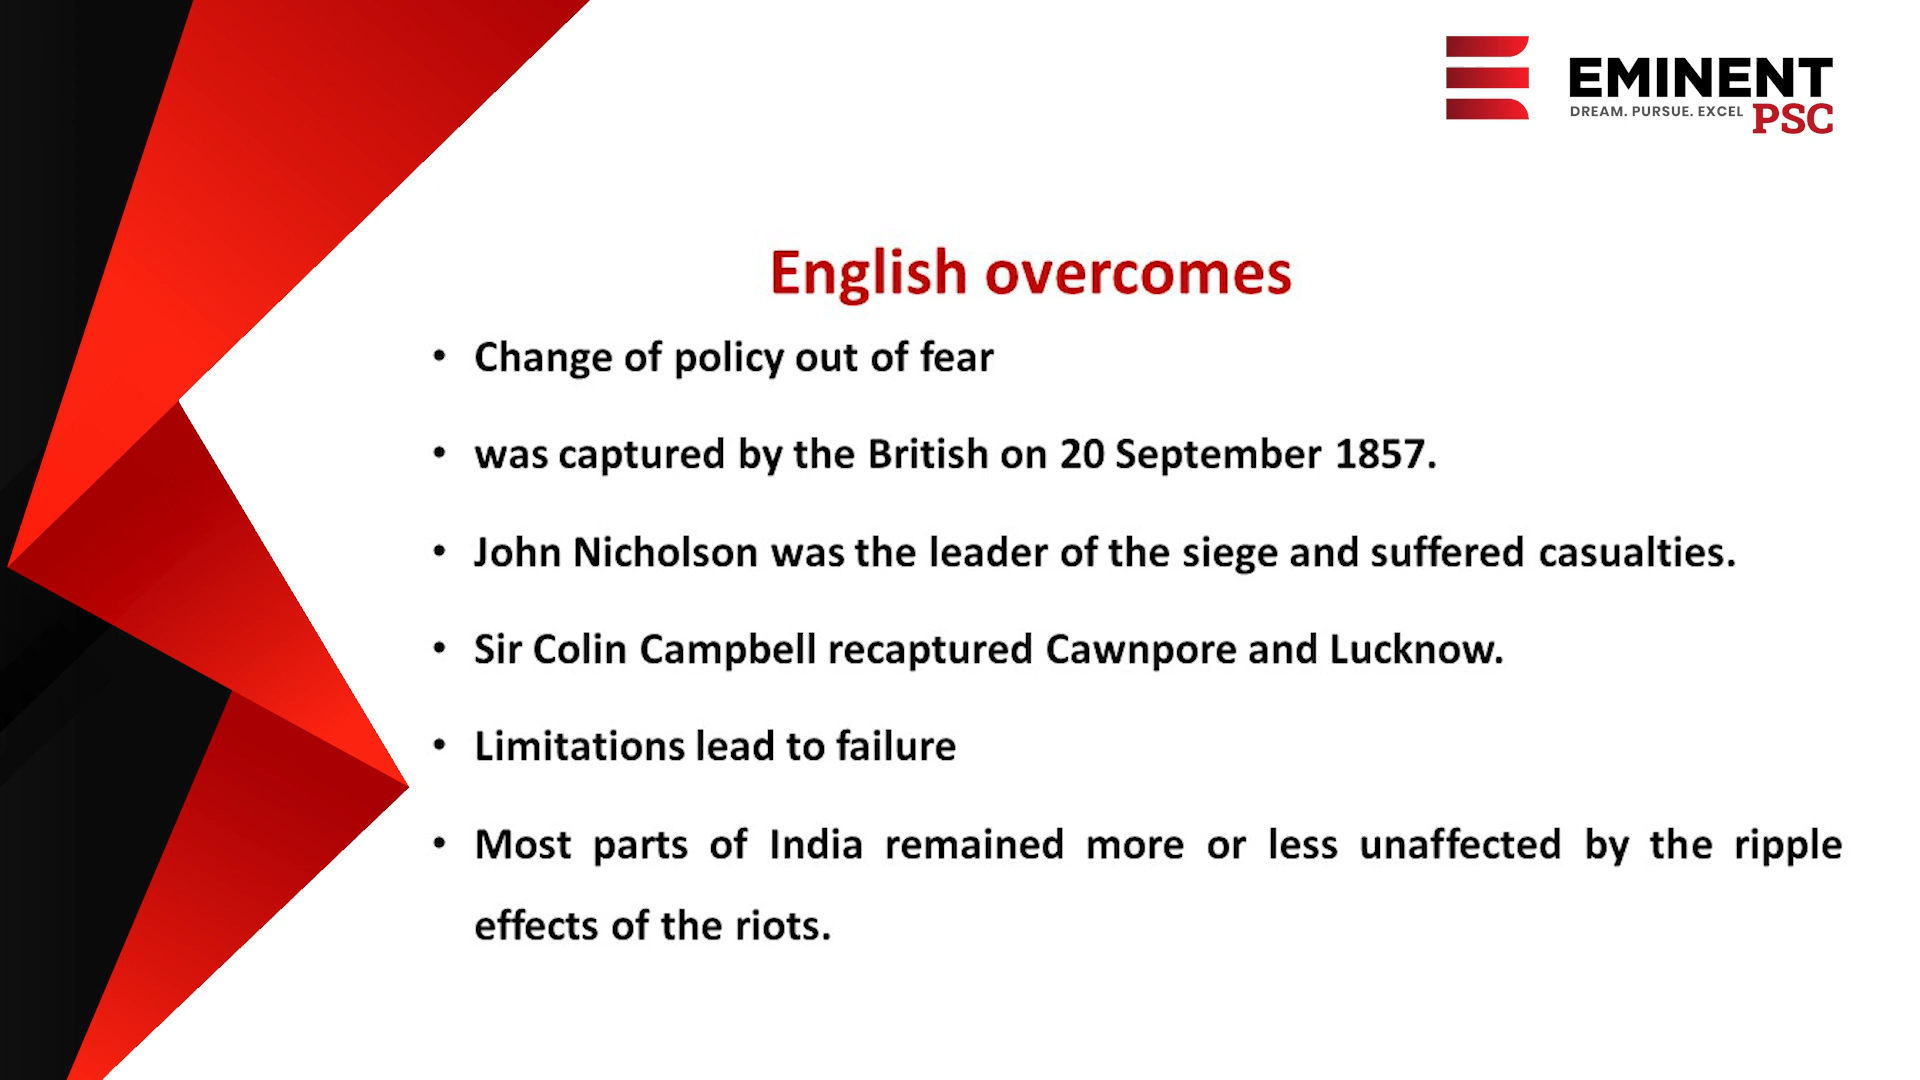 EMINENT
DREAM. PURSUE. EXCEL PSC
English overcomes
• Change of policy out of fear
• was captured by the British on 20 September 1857.
• John Nicholson was the leader of the siege and suffered casualties.
• Sir Colin Campbell recaptured Cawnpore and Lucknow.
• Limitations lead to failure
• Most parts of India remained more or less unaffected by the ripple
effects of the riots.